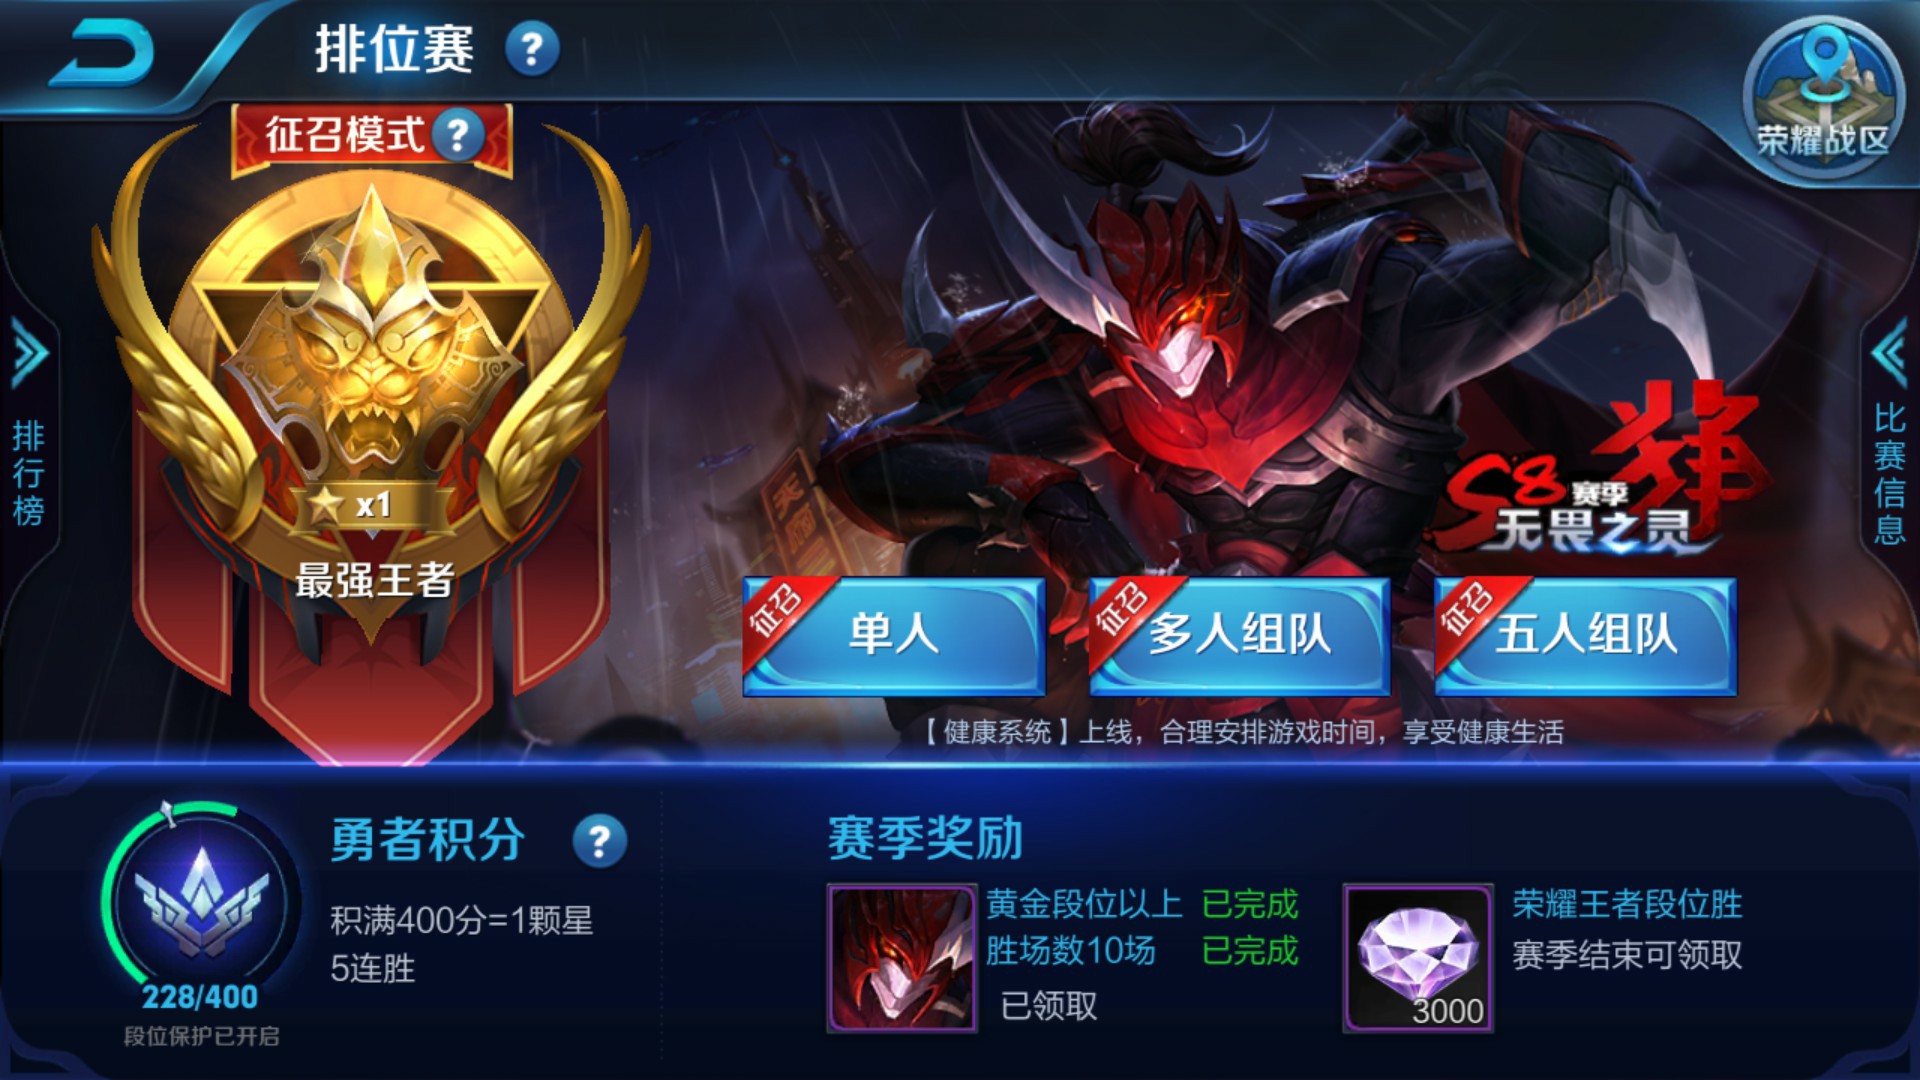 排位赛 ?
荣耀战区
征召模式 ?
x1
最强王者
排行榜
比赛信息
S8赛季
无畏之灵
征召 单人
征召 多人组队
征召 五人组队
【健康系统】上线，合理安排游戏时间，享受健康生活
勇者积分 ?
积满400分=1颗星
5连胜
228/400
段位保护已开启
赛季奖励
黄金段位以上 已完成
胜场数10场 已完成
已领取
3000
荣耀王者段位胜
赛季结束可领取